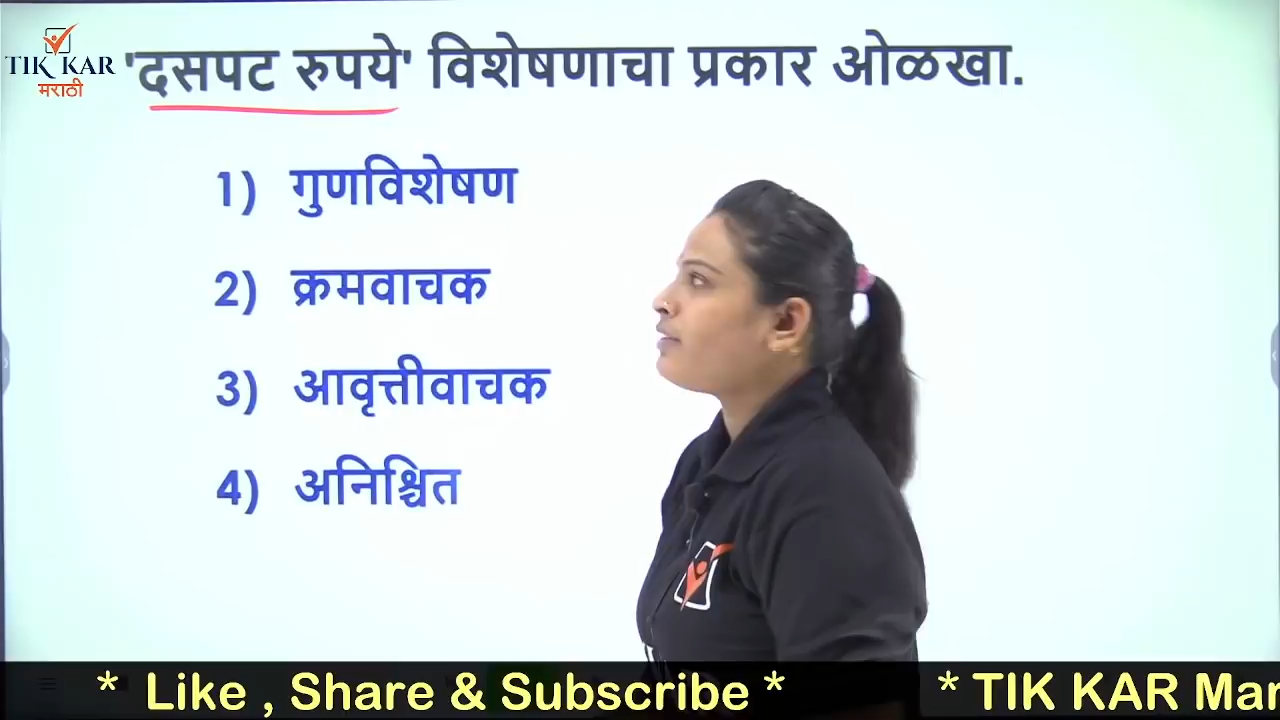 TIK KAR
मराठी
'दसपट रुपये' विशेषणाचा प्रकार ओळखा.
1) गुणविशेषण
2) क्रमवाचक
3) आवृत्तीवाचक
4) अनिश्चित
* Like , Share & Subscribe * * TIK KAR Mar